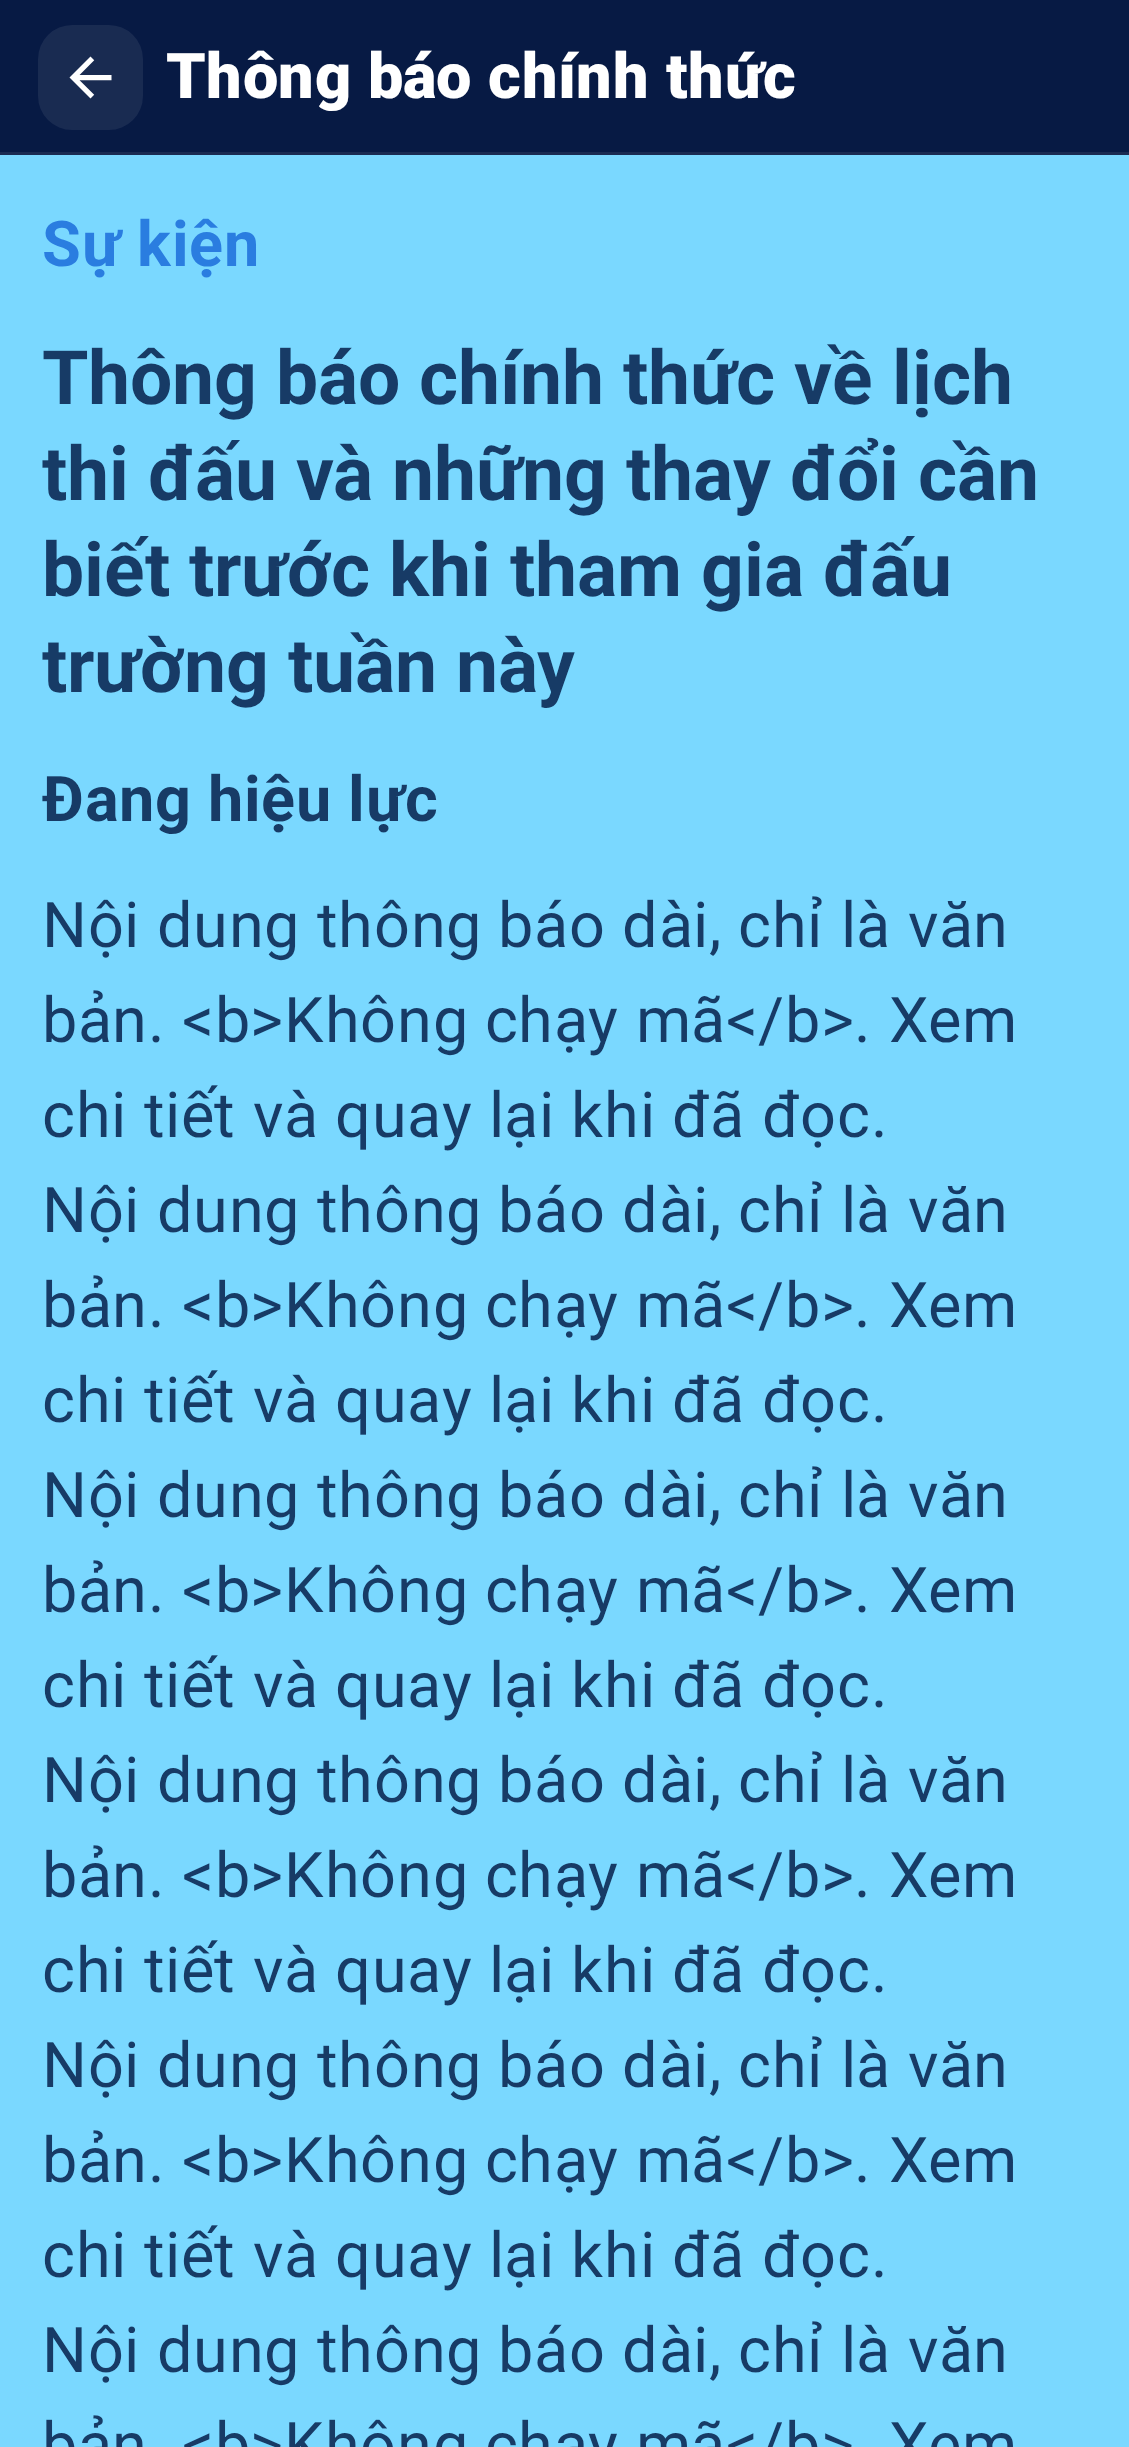 Thông báo chính thức
Sự kiện
Thông báo chính thức về lịch
thi đấu và những thay đổi cần
biết trước khi tham gia đấu
trường tuần này
Đang hiệu lực
Nội dung thông báo dài, chỉ là văn
bản. <b>Không chạy mã</b>. Xem
chi tiết và quay lại khi đã đọc.
Nội dung thông báo dài, chỉ là văn
bản. <b>Không chạy mã</b>. Xem
chi tiết và quay lại khi đã đọc.
Nội dung thông báo dài, chỉ là văn
bản. <b>Không chạy mã</b>. Xem
chi tiết và quay lại khi đã đọc.
Nội dung thông báo dài, chỉ là văn
bản. <b>Không chạy mã</b>. Xem
chi tiết và quay lại khi đã đọc.
Nội dung thông báo dài, chỉ là văn
bản. <b>Không chạy mã</b>. Xem
chi tiết và quay lại khi đã đọc.
Nội dung thông báo dài, chỉ là văn
bản. <b>Không chạy mã</b>. Xem